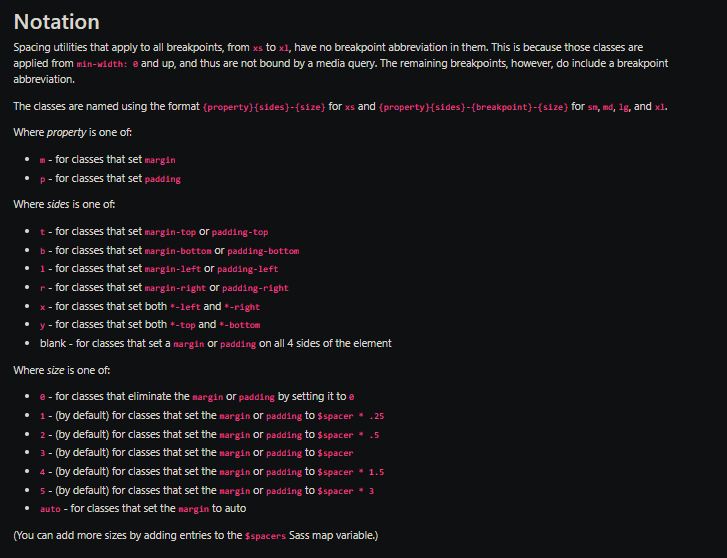 Notation
Spacing utilities that apply to all breakpoints, from xs to xl, have no breakpoint abbreviation in them. This is because those classes are
applied from min-width: 0 and up, and thus are not bound by a media query. The remaining breakpoints, however, do include a breakpoint
abbreviation.
The classes are named using the format {property}{sides}-{size} for xs and {property}{sides}-{breakpoint}-{size} for sm, md, lg, and xl.
Where property is one of:
• m - for classes that set margin
• p - for classes that set padding
Where sides is one of:
• t - for classes that set margin-top or padding-top
• b - for classes that set margin-bottom or padding-bottom
• l - for classes that set margin-left or padding-left
• r - for classes that set margin-right or padding-right
• x - for classes that set both *-left and *-right
• y - for classes that set both *-top and *-bottom
• blank - for classes that set a margin or padding on all 4 sides of the element
Where size is one of:
• 0 - for classes that eliminate the margin or padding by setting it to 0
• 1 - (by default) for classes that set the margin or padding to $spacer * .25
• 2 - (by default) for classes that set the margin or padding to $spacer * .5
• 3 - (by default) for classes that set the margin or padding to $spacer
• 4 - (by default) for classes that set the margin or padding to $spacer * 1.5
• 5 - (by default) for classes that set the margin or padding to $spacer * 3
• auto - for classes that set the margin to auto
(You can add more sizes by adding entries to the $spacers Sass map variable.)